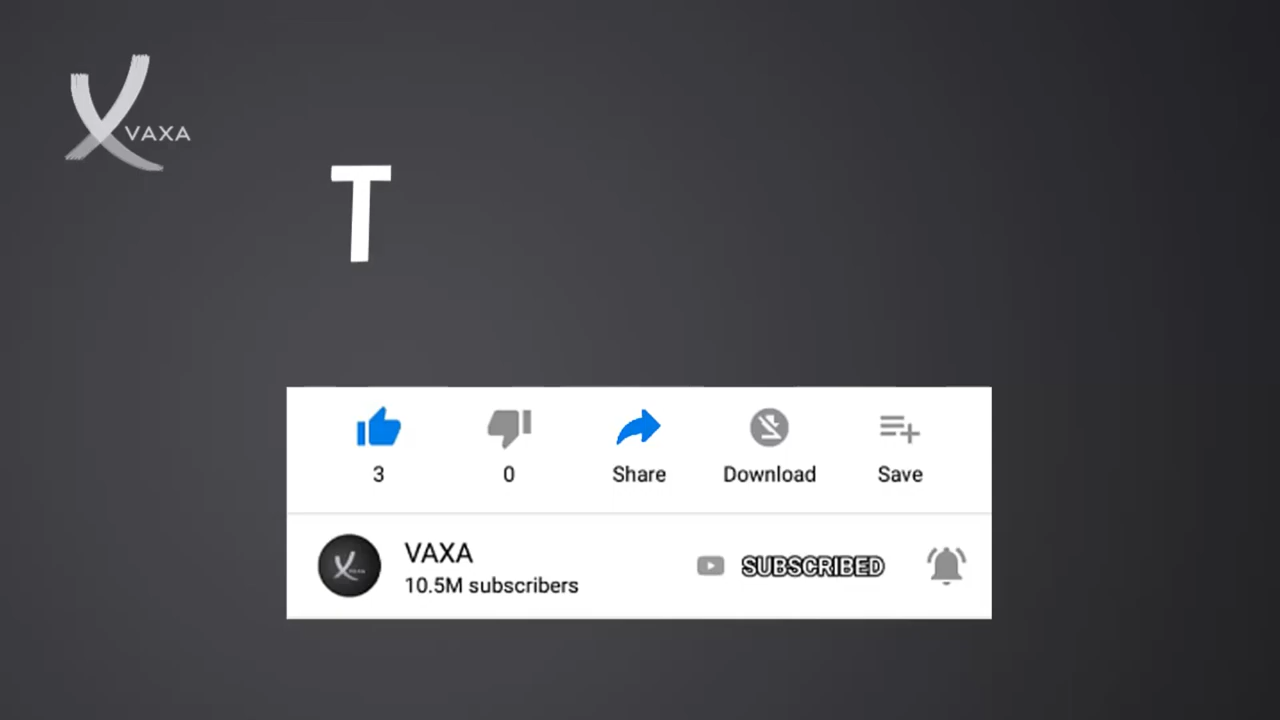 VAXA
T
3 0 Share Download Save
VAXA
10.5M subscribers
SUBSCRIBED